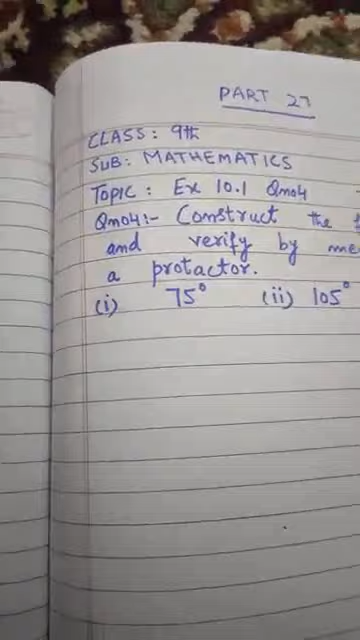 PART 27
CLASS: 9th
SUB: MATHEMATICS
TOPIC: Ex 10.1 Qno4
Qno4:- Construct the
and verify by
a protactor.
(i) 75° (ii) 105°